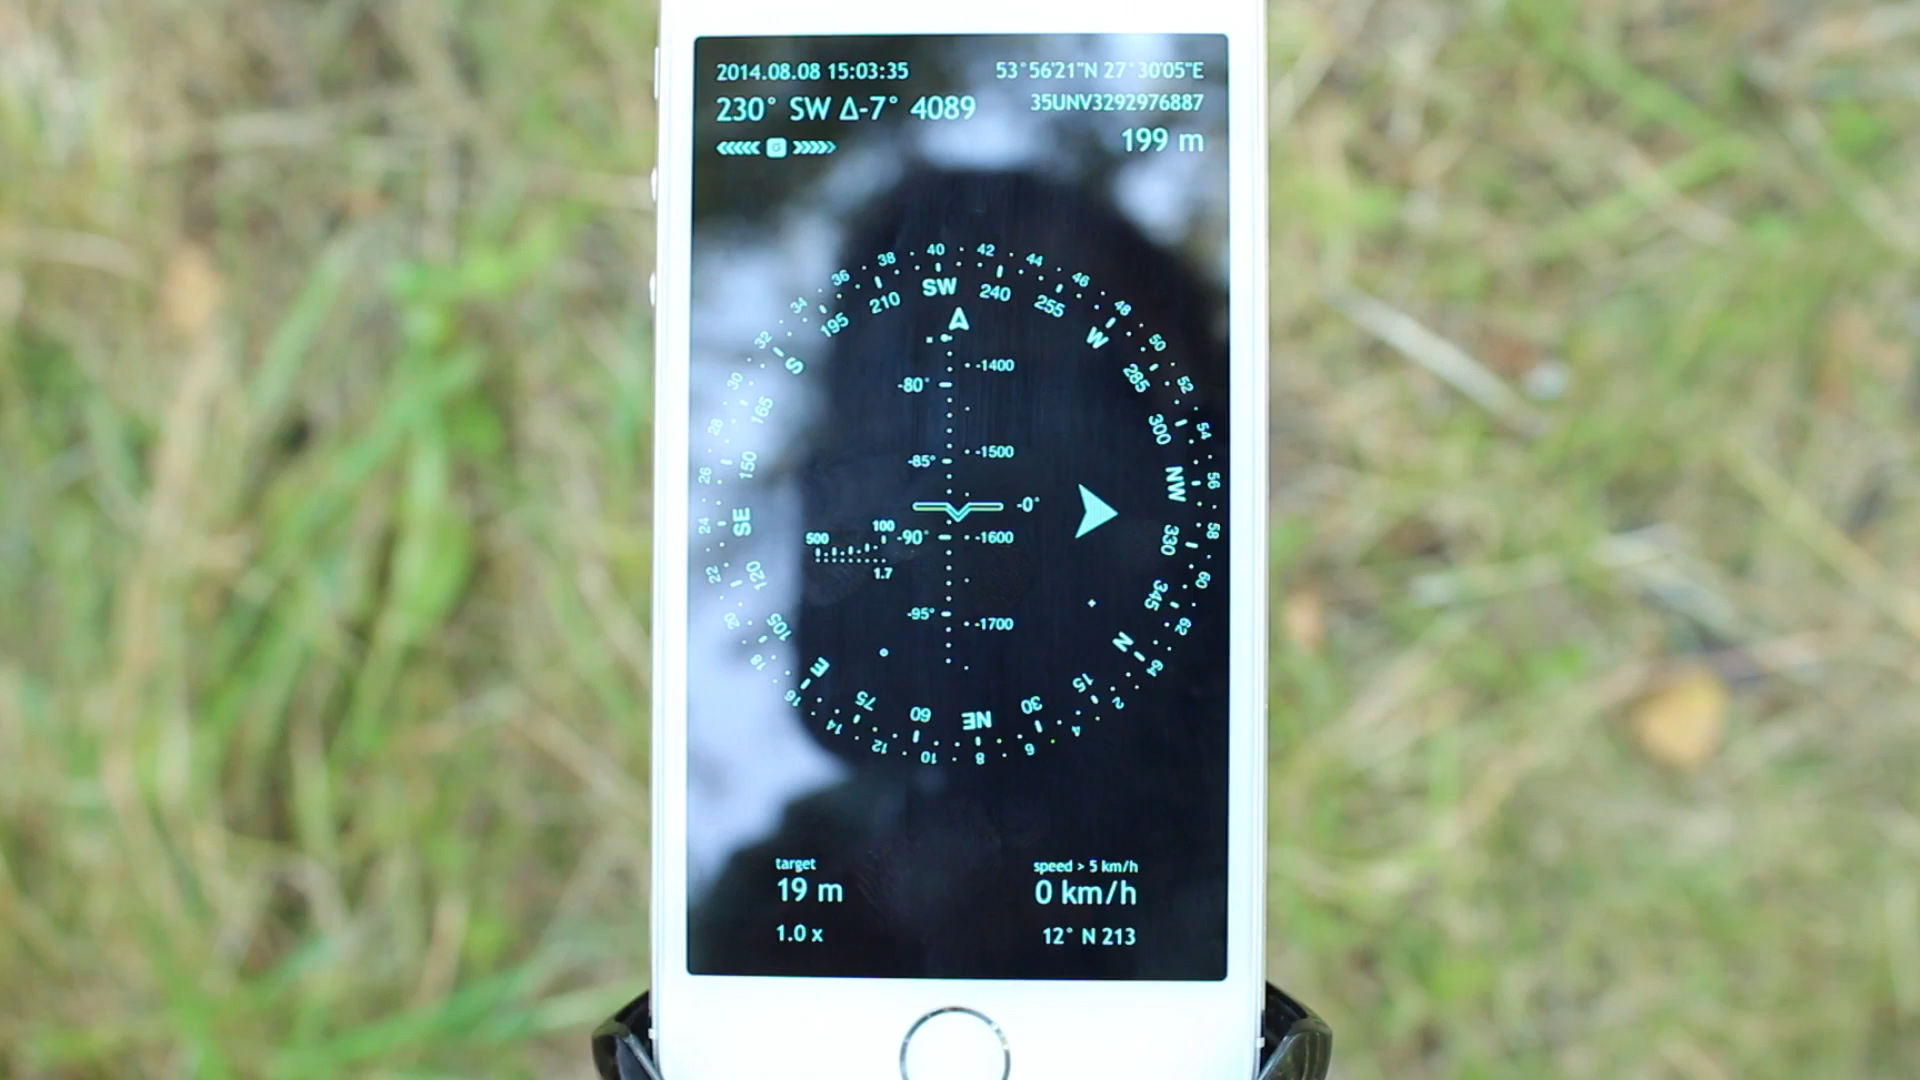 2014.08.08 15:03:35
53°56'21"N 27°30'05"E
230° SW Δ-7° 4089
35UNV3292976887
199 m
40 42 44 46 48 50 52 54 56 58 60 62 64 2 4 6 8 10 12 14 16 18 20 22 24 26 28 30 32 34 36 38
SW 240 255 W 285 300 NW 330 345 N 15 30 NE 60 75 E 105 120 SE 150 165 S 195 210
-1400
-80°
-85° -1500
-0°
500 100 -90° -1600
1.7
-95° -1700
target
19 m
1.0 x
speed > 5 km/h
0 km/h
12° N 213